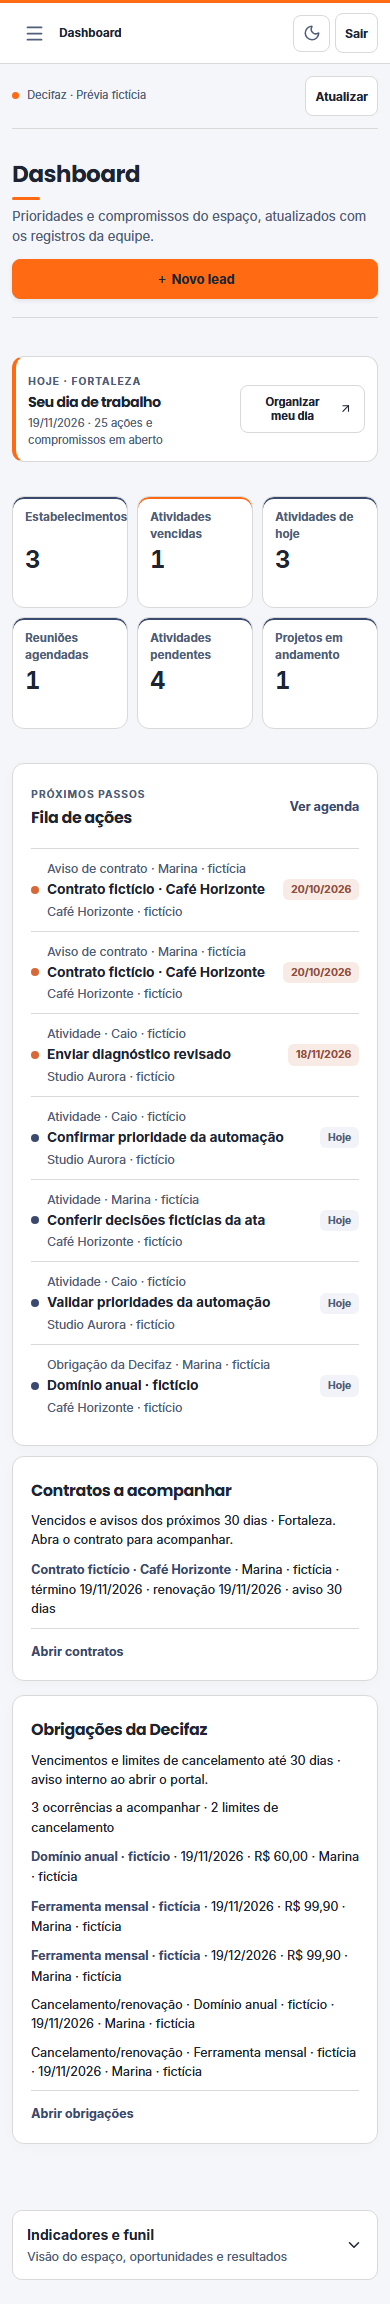 Dashboard
Sair
Decifaz · Prévia fictícia
Atualizar
Dashboard
Prioridades e compromissos do espaço, atualizados com
os registros da equipe.
+ Novo lead
HOJE · FORTALEZA
Seu dia de trabalho
19/11/2026 · 25 ações e
compromissos em aberto
Organizar
meu dia
Estabelecimentos
3
Atividades
vencidas
1
Atividades de
hoje
3
Reuniões
agendadas
1
Atividades
pendentes
4
Projetos em
andamento
1
PRÓXIMOS PASSOS
Fila de ações
Ver agenda
Aviso de contrato · Marina · fictícia
Contrato fictício · Café Horizonte
Café Horizonte · fictício
20/10/2026
Aviso de contrato · Marina · fictícia
Contrato fictício · Café Horizonte
Café Horizonte · fictício
20/10/2026
Atividade · Caio · fictício
Enviar diagnóstico revisado
Studio Aurora · fictício
18/11/2026
Atividade · Caio · fictício
Confirmar prioridade da automação
Studio Aurora · fictício
Hoje
Atividade · Marina · fictícia
Conferir decisões fictícias da ata
Café Horizonte · fictício
Hoje
Atividade · Caio · fictício
Validar prioridades da automação
Studio Aurora · fictício
Hoje
Obrigação da Decifaz · Marina · fictícia
Domínio anual · fictício
Café Horizonte · fictício
Hoje
Contratos a acompanhar
Vencidos e avisos dos próximos 30 dias · Fortaleza.
Abra o contrato para acompanhar.
Contrato fictício · Café Horizonte · Marina · fictícia ·
término 19/11/2026 · renovação 19/11/2026 · aviso 30
dias
Abrir contratos
Obrigações da Decifaz
Vencimentos e limites de cancelamento até 30 dias ·
aviso interno ao abrir o portal.
3 ocorrências a acompanhar · 2 limites de
cancelamento
Domínio anual · fictício · 19/11/2026 · R$ 60,00 · Marina
· fictícia
Ferramenta mensal · fictícia · 19/11/2026 · R$ 99,90 ·
Marina · fictícia
Ferramenta mensal · fictícia · 19/12/2026 · R$ 99,90 ·
Marina · fictícia
Cancelamento/renovação · Domínio anual · fictício ·
19/11/2026 · Marina · fictícia
Cancelamento/renovação · Ferramenta mensal · fictícia
· 19/11/2026 · Marina · fictícia
Abrir obrigações
Indicadores e funil
Visão do espaço, oportunidades e resultados